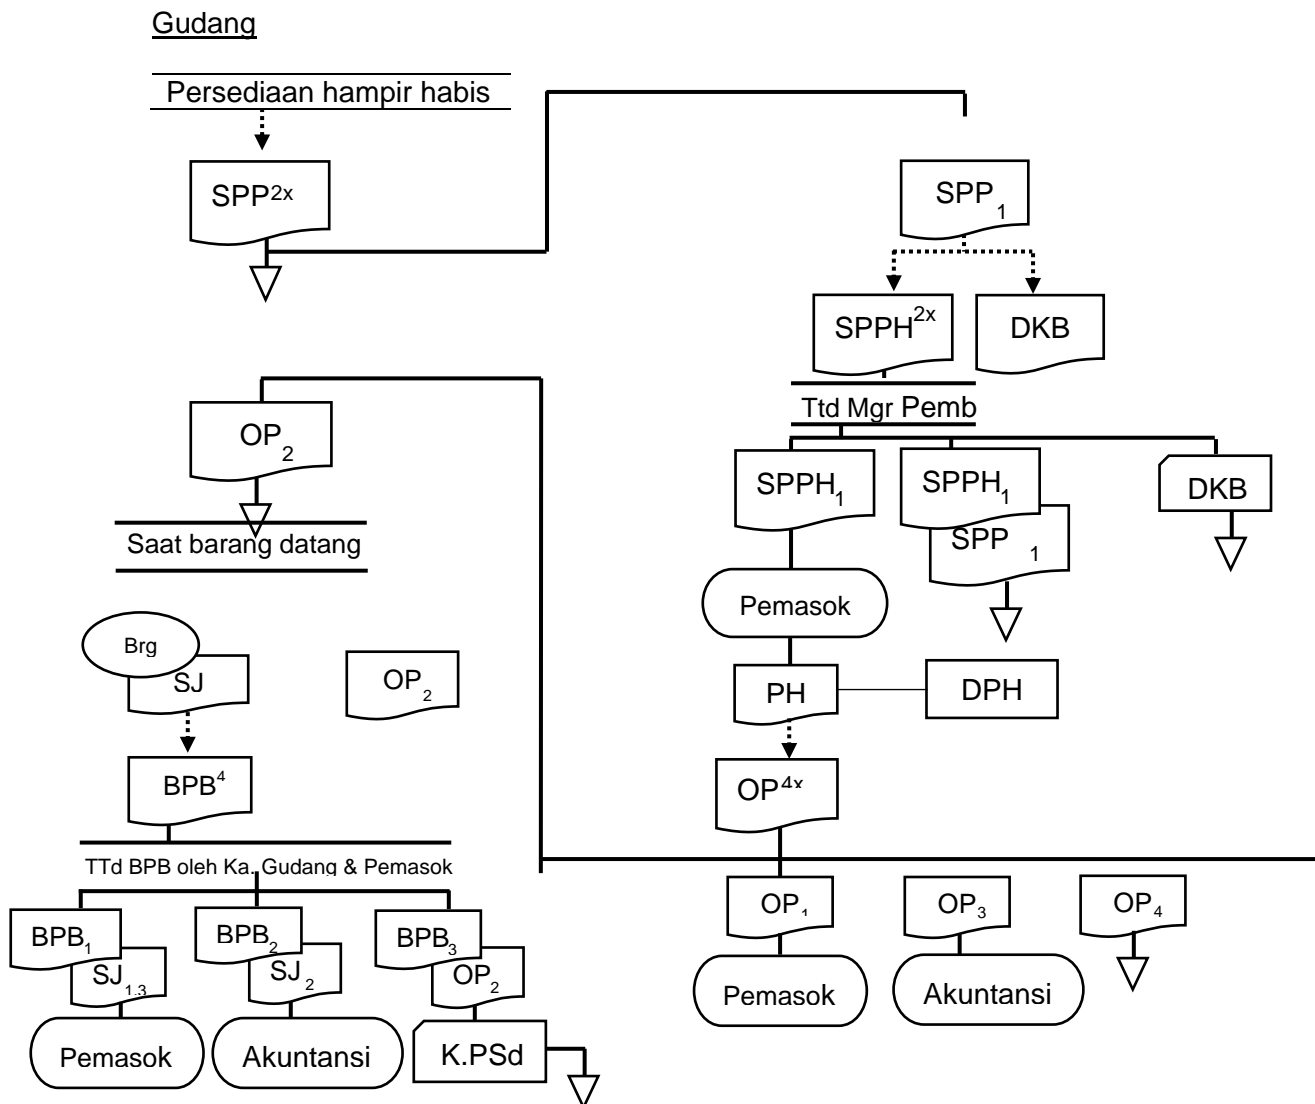 Gudang
Persediaan hampir habis
SPP2x
OP2
Saat barang datang
Brg
SJ
OP2
BPB4
TTd BPB oleh Ka. Gudang & Pemasok
BPB1
SJ1,3
BPB2
SJ2
BPB3
OP2
Pemasok
Akuntansi
K.PSd
SPP1
SPPH2x
DKB
Ttd Mgr Pemb
SPPH1
SPPH1
SPP 1
DKB
Pemasok
PH
DPH
OP4x
OP1
OP3
OP4
Pemasok
Akuntansi